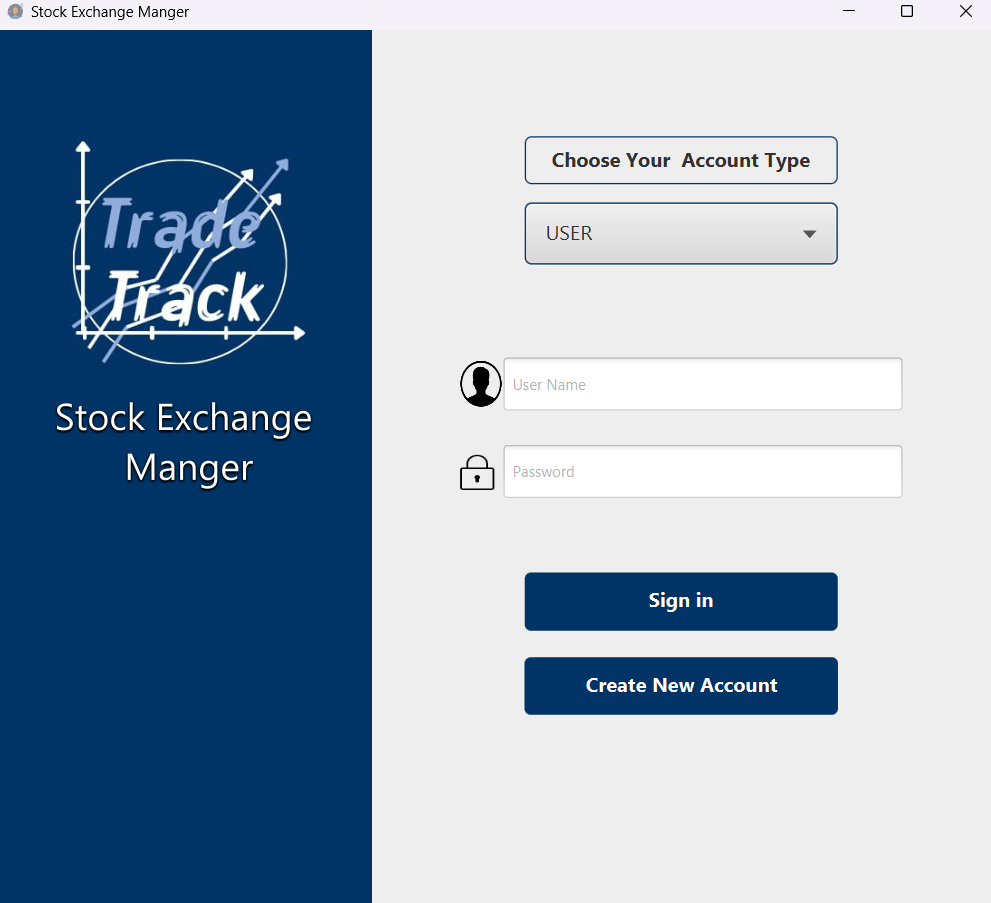 Stock Exchange Manger
Trade
Track
Stock Exchange
Manger
Choose Your  Account Type
USER
User Name
Password
Sign in
Create New Account